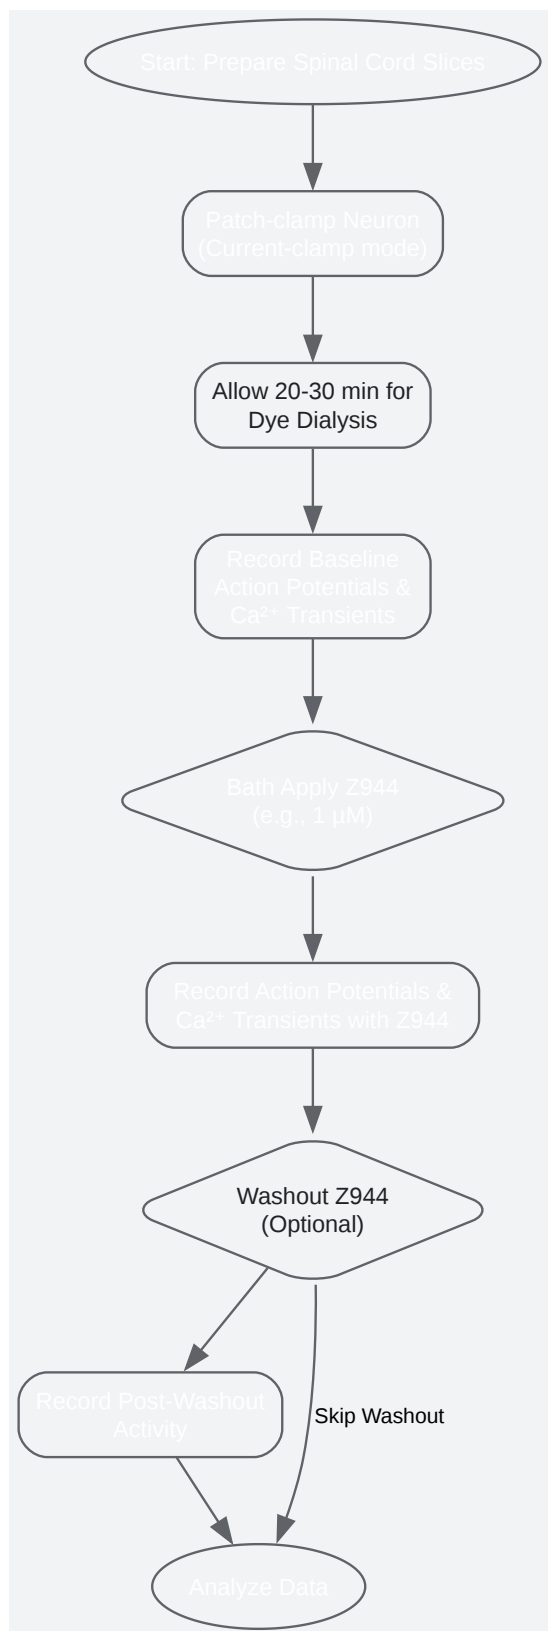 Start: Prepare Spinal Cord Slices
Patch-clamp Neuron
(Current-clamp mode)
Allow 20-30 min for
Dye Dialysis
Record Baseline
Action Potentials &
Ca²⁺ Transients
Bath Apply Z944
(e.g., 1 µM)
Record Action Potentials &
Ca²⁺ Transients with Z944
Washout Z944
(Optional)
Record Post-Washout
Activity
Skip Washout
Analyze Data